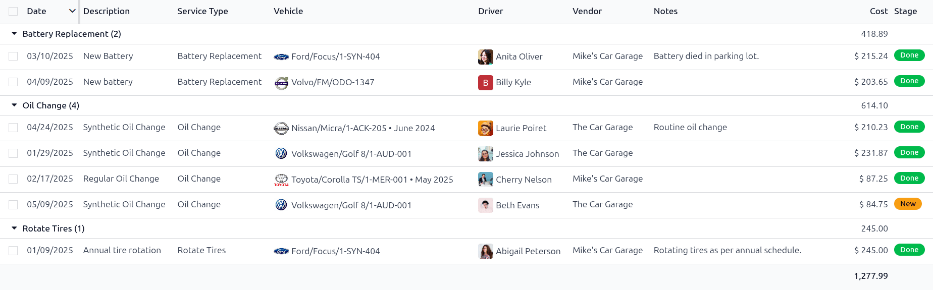 Date Description Service Type Vehicle Driver Vendor Notes Cost Stage
Battery Replacement (2) 418.89
03/10/2025 New Battery Battery Replacement Ford/Focus/1-SYN-404 Anita Oliver Mike's Car Garage Battery died in parking lot. $ 215.24 Done
04/09/2025 New battery Battery Replacement Volvo/FM/ODO-1347 B Billy Kyle Mike's Car Garage $ 203.65 Done
Oil Change (4) 614.10
04/24/2025 Synthetic Oil Change Oil Change Nissan/Micra/1-ACK-205 • June 2024 Laurie Poiret The Car Garage Routine oil change $ 210.23 Done
01/29/2025 Synthetic Oil Change Oil Change Volkswagen/Golf 8/1-AUD-001 Jessica Johnson The Car Garage $ 231.87 Done
02/17/2025 Regular Oil Change Oil Change Toyota/Corolla TS/1-MER-001 • May 2025 Cherry Nelson Mike's Car Garage $ 87.25 Done
05/09/2025 Synthetic Oil Change Oil Change Volkswagen/Golf 8/1-AUD-001 Beth Evans The Car Garage $ 84.75 New
Rotate Tires (1) 245.00
01/09/2025 Annual tire rotation Rotate Tires Ford/Focus/1-SYN-404 Abigail Peterson Mike's Car Garage Rotating tires as per annual schedule. $ 245.00 Done
1,277.99